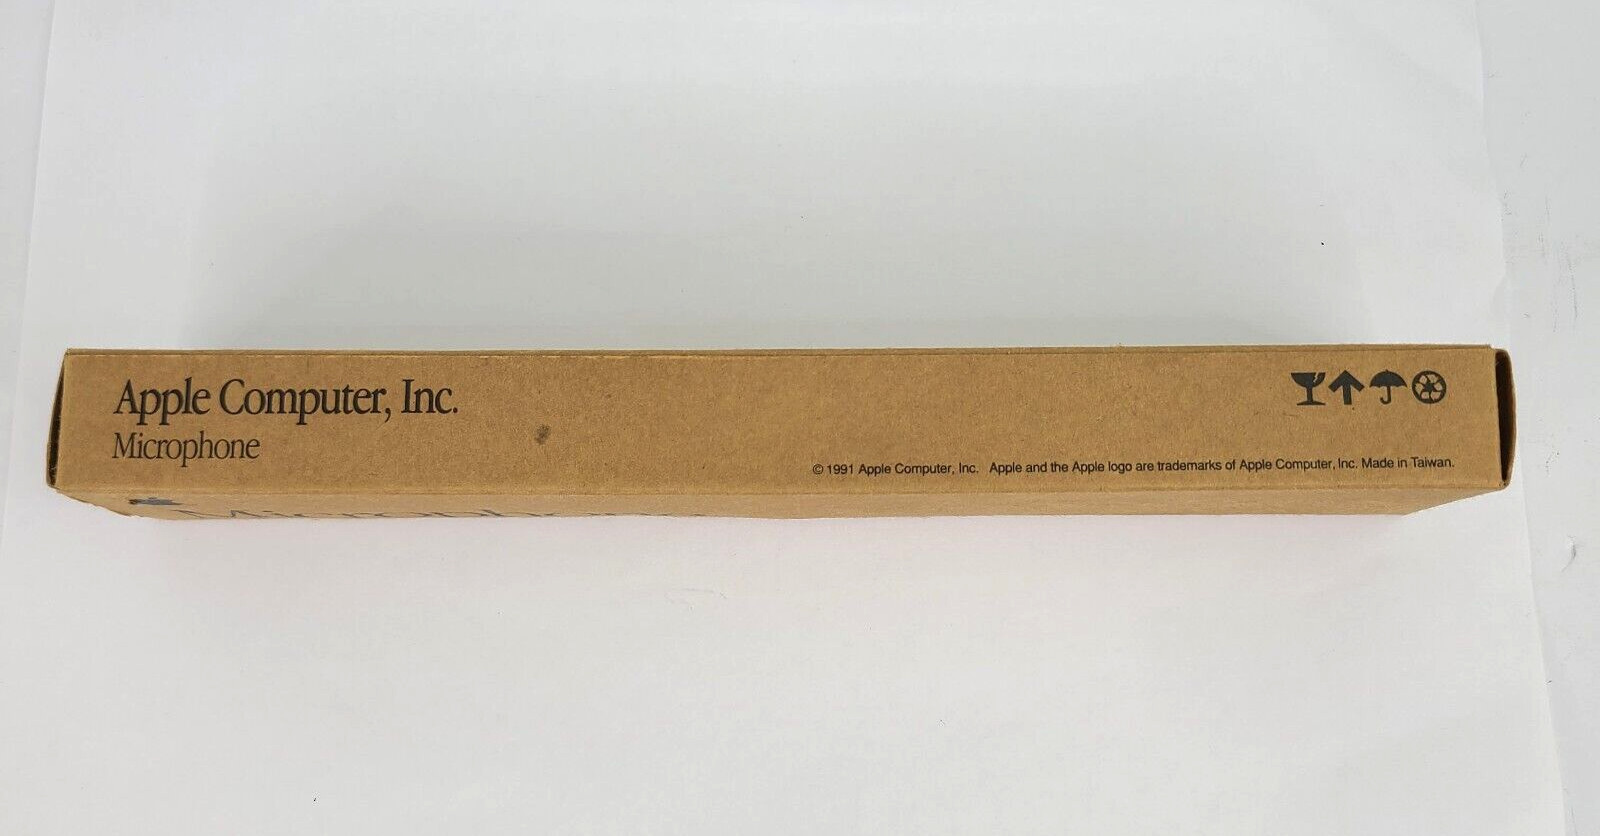 Apple Computer, Inc.
Microphone
© 1991 Apple Computer, Inc. Apple and the Apple logo are trademarks of Apple Computer, Inc. Made in Taiwan.
Microphone